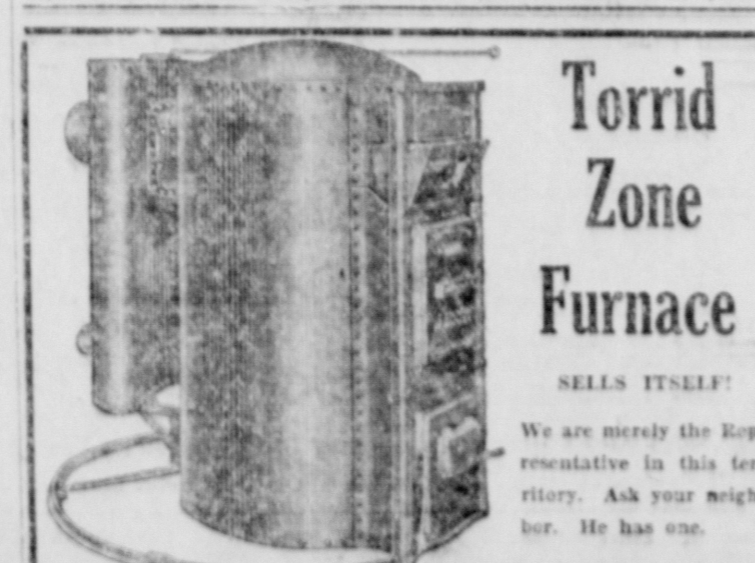 Torrid
Zone
Furnace
SELLS ITSELF!
We are merely the Rep
resentative in this ter
ritory. Ask your neigh
bor. He has one.